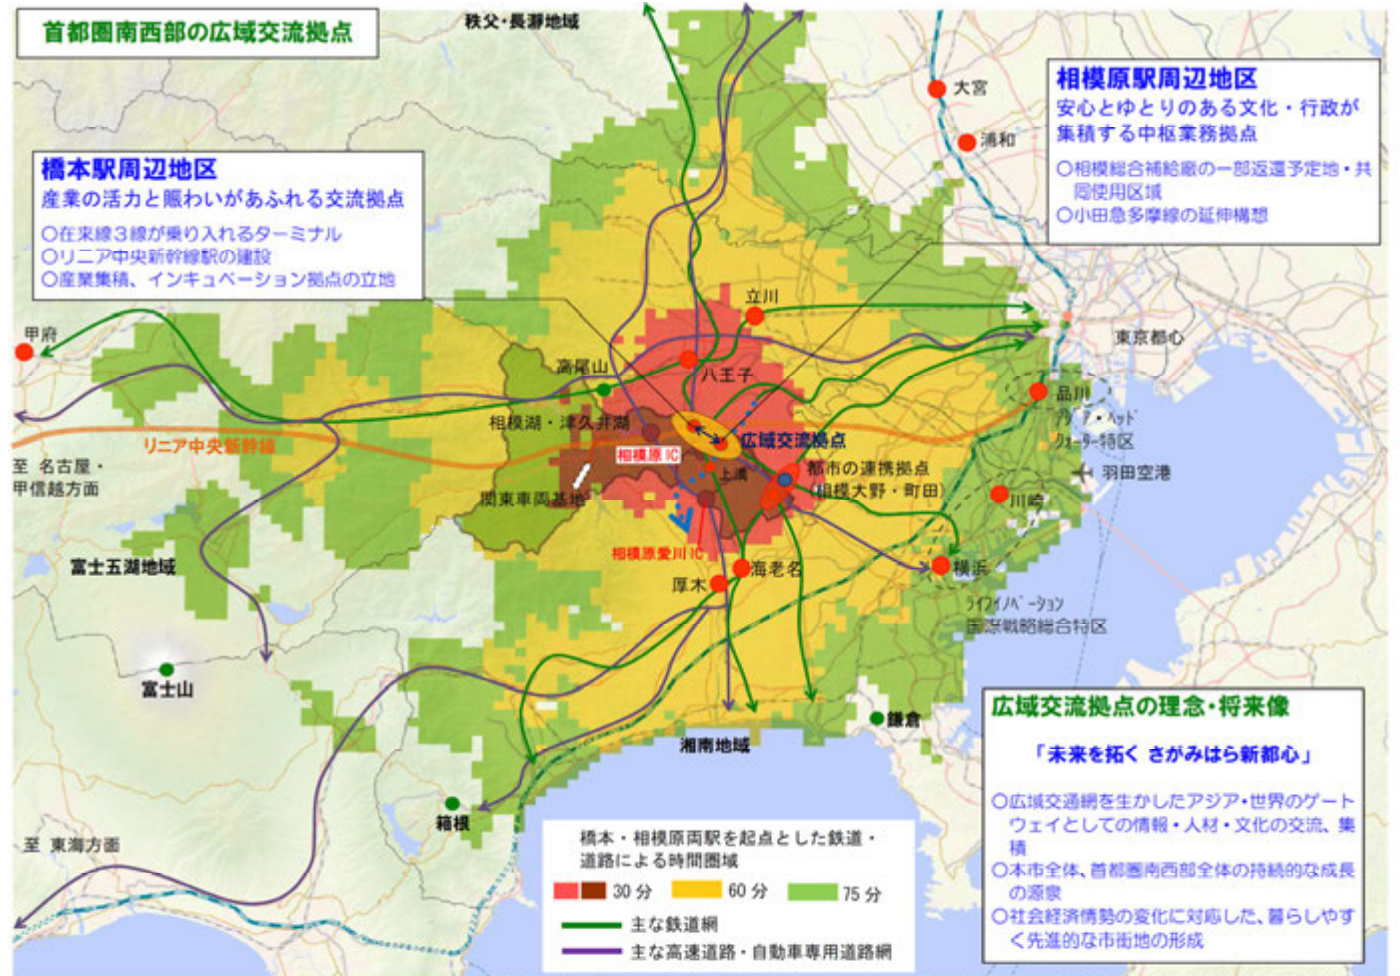 首都圏南西部の広域交流拠点
秩父・長瀞地域
大宮
浦和
相模原駅周辺地区
安心とゆとりのある文化・行政が
集積する中枢業務拠点
○相模総合補給廠の一部返還予定地・共
同使用区域
○小田急多摩線の延伸構想
橋本駅周辺地区
産業の活力と賑わいがあふれる交流拠点
○在来線３線が乗り入れるターミナル
○リニア中央新幹線駅の建設
○産業集積、インキュベーション拠点の立地
甲府
立川
東京都心
高尾山
八王子
品川
アジア・ヘッド
クォーター特区
相模湖・津久井湖
広域交流拠点
リニア中央新幹線
相模原IC
至 名古屋・
甲信越方面
上溝
都市の連携拠点
（相模大野・町田）
羽田空港
関東車両基地
川崎
相模原愛川IC
富士五湖地域
厚木
海老名
横浜
ライフイノベーション
国際戦略総合特区
富士山
鎌倉
湘南地域
箱根
至 東海方面
広域交流拠点の理念・将来像
「未来を拓く さがみはら新都心」
○広域交通網を生かしたアジア・世界のゲート
ウェイとしての情報・人材・文化の交流、集
積
○本市全体、首都圏南西部全体の持続的な成長
の源泉
○社会経済情勢の変化に対応した、暮らしやす
く先進的な市街地の形成
橋本・相模原両駅を起点とした鉄道・
道路による時間圏域
30分
60分
75分
主な鉄道網
主な高速道路・自動車専用道路網